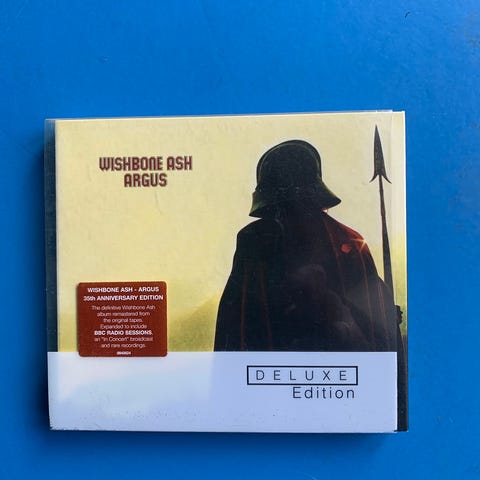 WISHBONE ASH
ARGUS
WISHBONE ASH - ARGUS
35th ANNIVERSARY EDITION
The definitive Wishbone Ash
album remastered from
the original tapes.
Expanded to include
BBC RADIO SESSIONS,
an "In Concert" broadcast
and rare recordings.
DELUXE
Edition